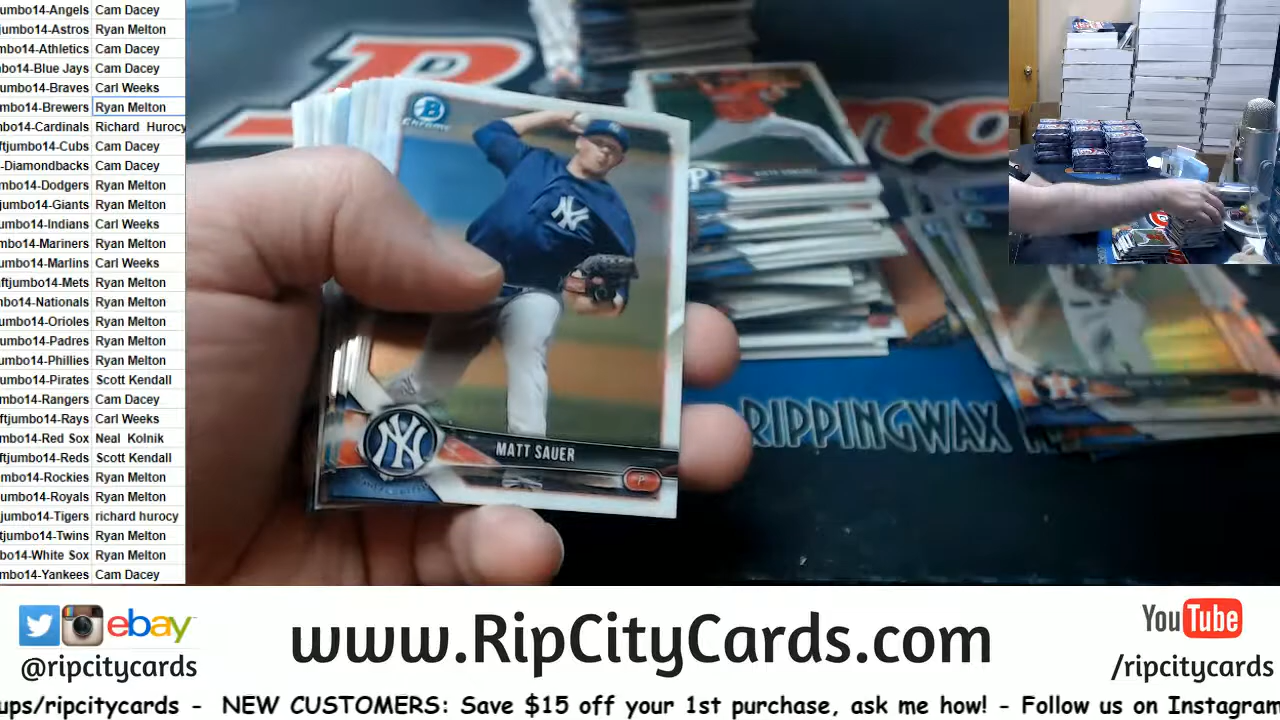 umbo14-Angels Cam Dacey
jumbo14-Astros Ryan Melton
mbo14-Athletics Cam Dacey
bo14-Blue Jays Cam Dacey
umbo14-Braves Carl Weeks
mbo14-Brewers Ryan Melton
nbo14-Cardinals Richard Hurocy
ftjumbo14-Cubs Cam Dacey
-Diamondbacks Cam Dacey
mbo14-Dodgers Ryan Melton
jumbo14-Giants Ryan Melton
umbo14-Indians Carl Weeks
mbo14-Mariners Ryan Melton
umbo14-Marlins Carl Weeks
ftjumbo14-Mets Ryan Melton
mbo14-Nationals Ryan Melton
umbo14-Orioles Ryan Melton
umbo14-Padres Ryan Melton
umbo14-Phillies Ryan Melton
umbo14-Pirates Scott Kendall
mbo14-Rangers Cam Dacey
ftjumbo14-Rays Carl Weeks
mbo14-Red Sox Neal Kolnik
ftjumbo14-Reds Scott Kendall
mbo14-Rockies Ryan Melton
umbo14-Royals Ryan Melton
jumbo14-Tigers richard hurocy
tjumbo14-Twins Ryan Melton
bo14-White Sox Ryan Melton
mbo14-Yankees Cam Dacey
B
Chrome
NY
NY
MATT SAUER
P
P
RIPPINGWAX
ebay
@ripcitycards
www.RipCityCards.com
YouTube
/ripcitycards
ups/ripcitycards - NEW CUSTOMERS: Save $15 off your 1st purchase, ask me how! - Follow us on Instagram